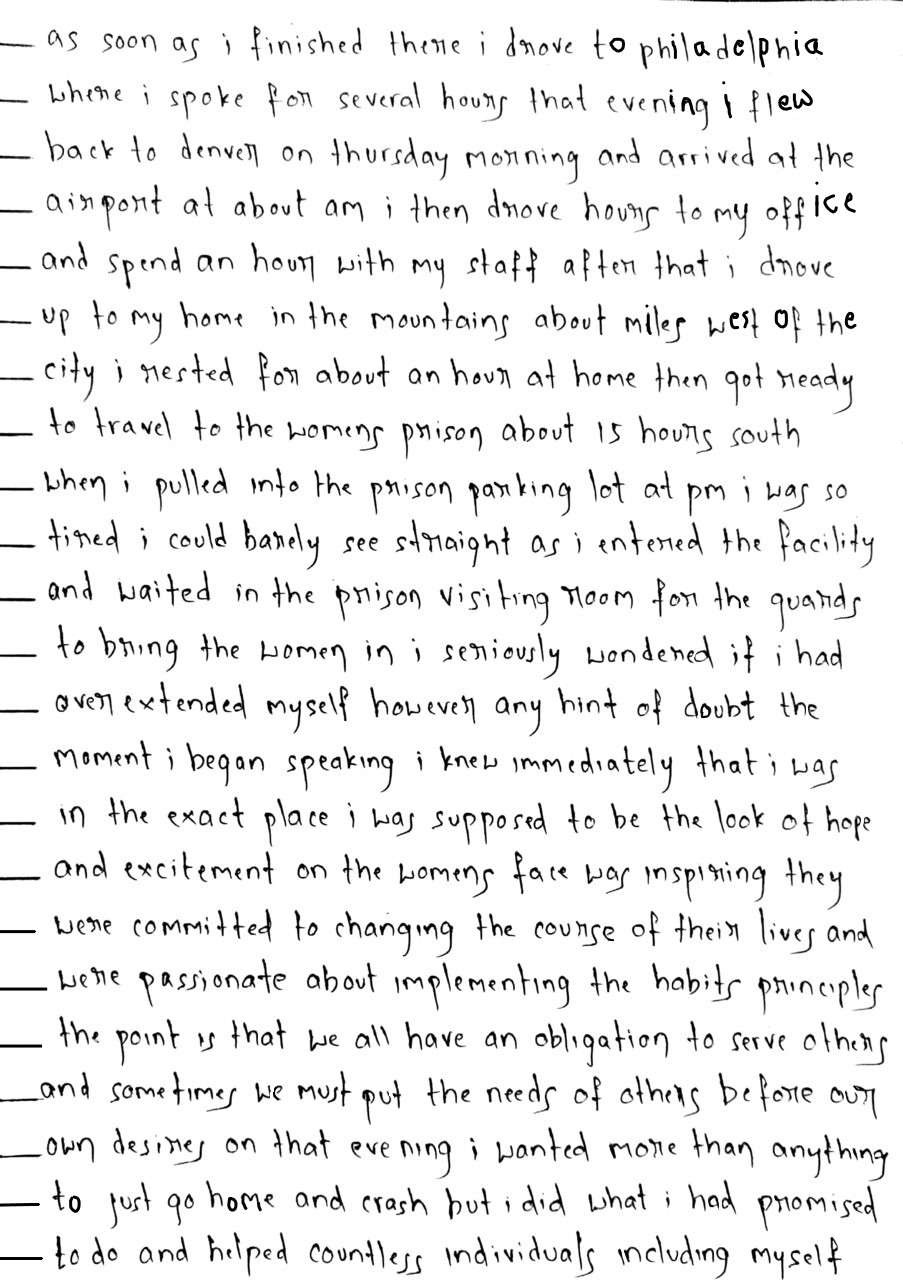 as soon as i finished there i drove to philadelphia
where i spoke for several hours that evening i flew
back to denver on thursday morning and arrived at the
airport at about am i then drove hours to my office
and spend an hour with my staff after that i drove
up to my home in the mountains about miles west of the
city i rested for about an hour at home then got ready
to travel to the womens prison about 15 hours south
when i pulled into the prison parking lot at pm i was so
tired i could barely see straight as i entered the facility
and waited in the prison visiting room for the guards
to bring the women in i seriously wondered if i had
over extended myself however any hint of doubt the
moment i began speaking i knew immediately that i was
in the exact place i was supposed to be the look of hope
and excitement on the womens face was inspiring they
were committed to changing the course of their lives and
were passionate about implementing the habits principles
the point is that we all have an obligation to serve others
and sometimes we must put the needs of others before our
own desires on that evening i wanted more than anything
to just go home and crash but i did what i had promised
to do and helped countless individuals including myself